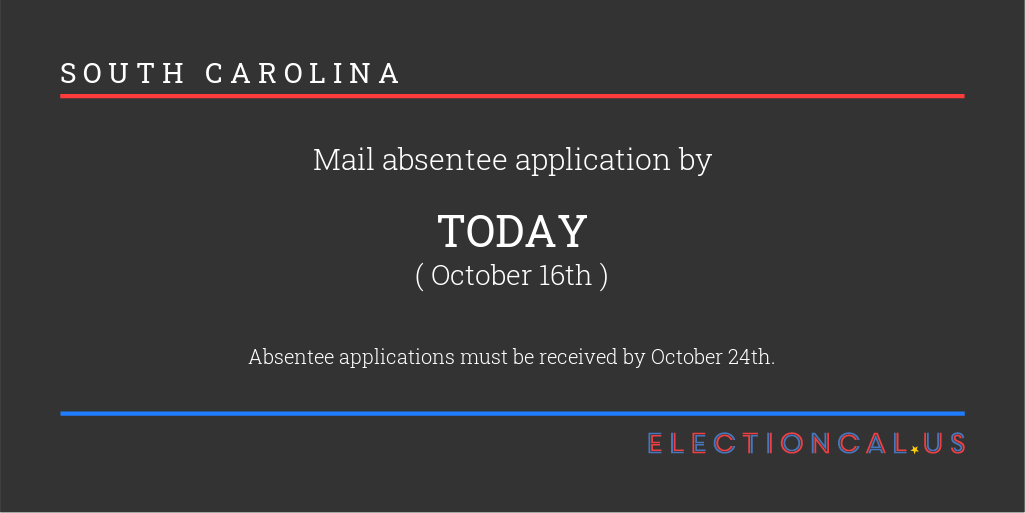 SOUTH CAROLINA
Mail absentee application by
TODAY
( October 16th )
Absentee applications must be received by October 24th.
ELECTIONCAL.US